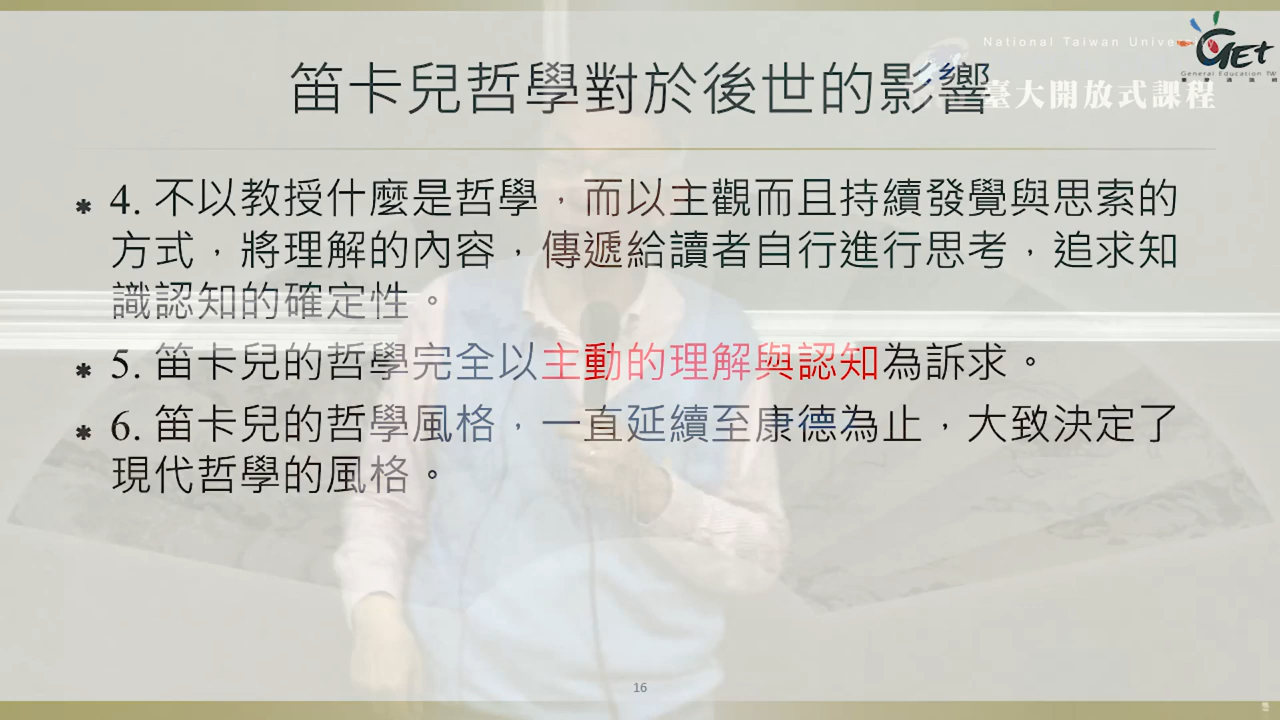 National Taiwan University
GEt
General Education TW
臺大開放式課程
笛卡兒哲學對於後世的影響
* 4. 不以教授什麼是哲學，而以主觀而且持續發覺與思索的
方式，將理解的內容，傳遞給讀者自行進行思考，追求知
識認知的確定性。
* 5. 笛卡兒的哲學完全以主動的理解與認知為訴求。
* 6. 笛卡兒的哲學風格，一直延續至康德為止，大致決定了
現代哲學的風格。
16